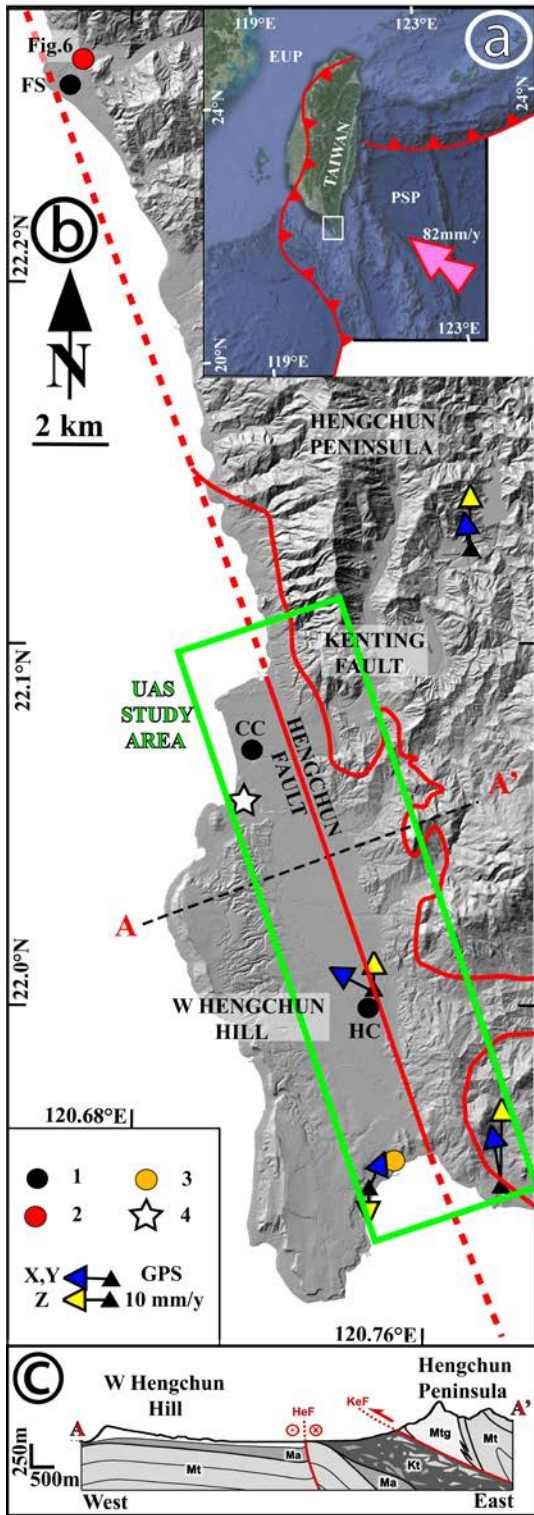 119°E
123°E
a
EUP
24°N
24°N
TAIWAN
PSP
82mm/y
123°E
119°E
20°N
Fig.6
FS
b
N
2 km
22.2°N
HENGCHUN
PENINSULA
22.1°N
KENTING
FAULT
UAS
STUDY
AREA
CC
HENGCHUN
FAULT
A'
A
22.0°N
W HENGCHUN
HILL
HC
120.68°E
1
3
2
4
X,Y
GPS
Z
10 mm/y
120.76°E
C
W Hengchun
Hill
Hengchun
Peninsula
A
HeF
KeF
A'
250m
500m
Mt
Ma
Ma
Kt
Mtg
Mt
West
East